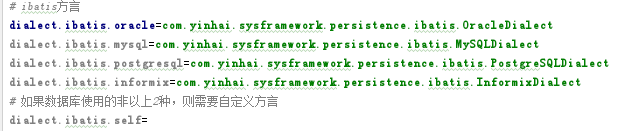 # ibatis方言
dialect.ibatis.oracle=com.yinhai.sysframework.persistence.ibatis.OracleDialect
dialect.ibatis.mysql=com.yinhai.sysframework.persistence.ibatis.MySQLDialect
dialect.ibatis.postgresql=com.yinhai.sysframework.persistence.ibatis.PostgreSQLDialect
dialect.ibatis.informix=com.yinhai.sysframework.persistence.ibatis.InformixDialect
# 如果数据库使用的非以上2种，则需要自定义方言
dialect.ibatis.self=